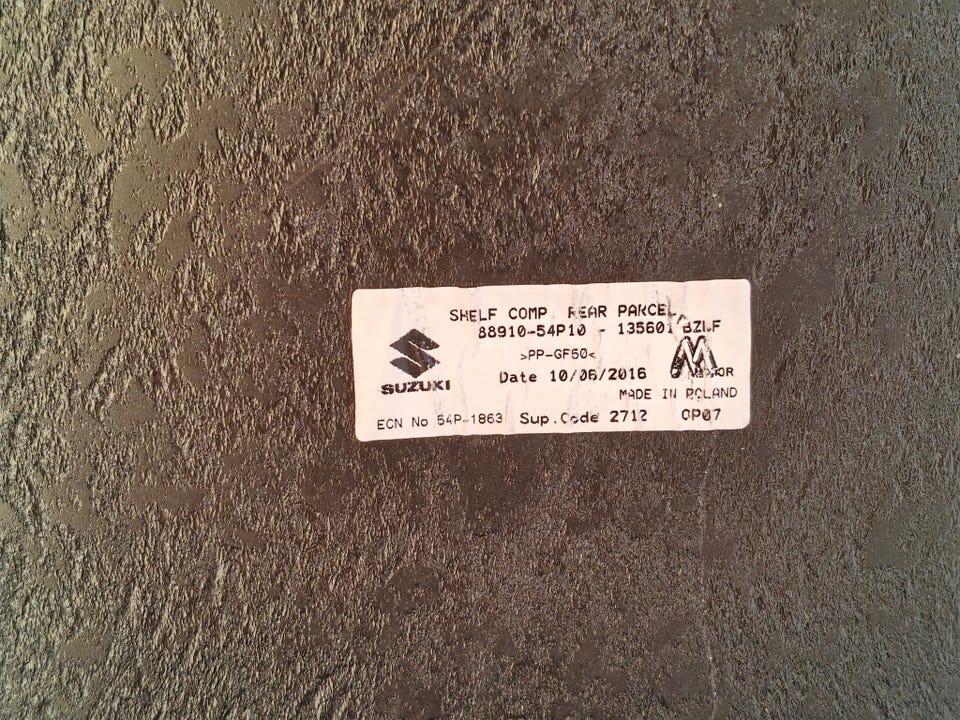 SHELF COMP. REAR PARCEL
88910-54P10 - 135601 BZLF
>PP-GF50<
SUZUKI
Date 10/06/2016
MADE IN POLAND
ECN No 54P-1863 Sup.Code 2712 OP07